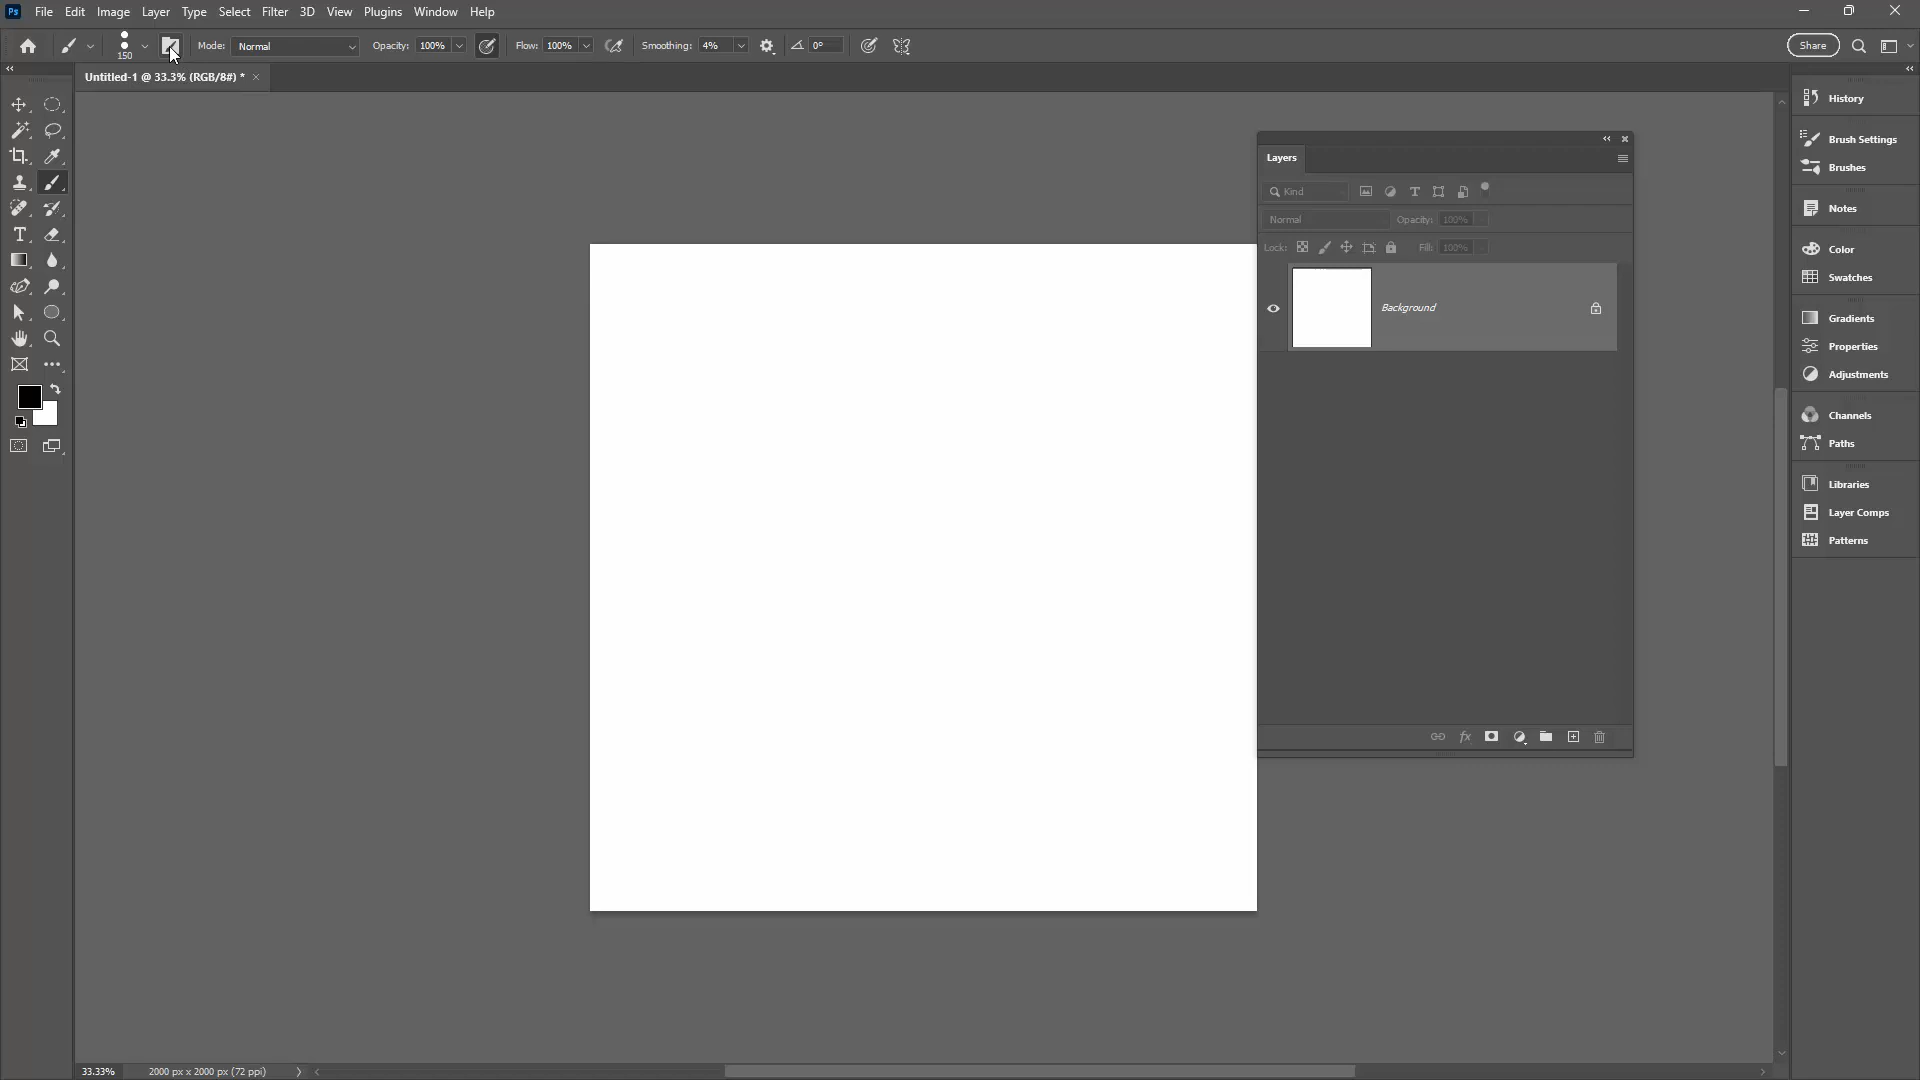 Ps File Edit Image Layer Type Select Filter 3D View Plugins Window Help
150 Mode: Normal Opacity: 100% Flow: 100% Smoothing: 4% 0° Share
Untitled-1 @ 33.3% (RGB/8#) *
History
Brush Settings
Brushes
Notes
Color
Swatches
Gradients
Properties
Adjustments
Channels
Paths
Libraries
Layer Comps
Patterns
Layers
Kind
Normal Opacity: 100%
Lock: Fill: 100%
Background
fx
33.33% 2000 px x 2000 px (72 ppi)